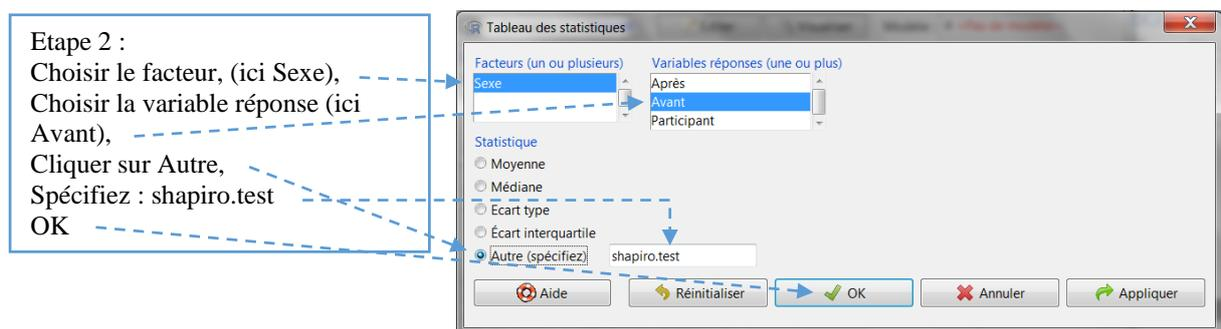 Etape 2 :
Choisir le facteur, (ici Sexe),
Choisir la variable réponse (ici
Avant),
Cliquer sur Autre,
Spécifiez : shapiro.test
OK
Tableau des statistiques
Facteurs (un ou plusieurs)
Sexe
Variables réponses (une ou plus)
Après
Avant
Participant
Statistique
Moyenne
Médiane
Ecart type
Écart interquartile
Autre (spécifiez) shapiro.test
Aide Réinitialiser OK Annuler Appliquer